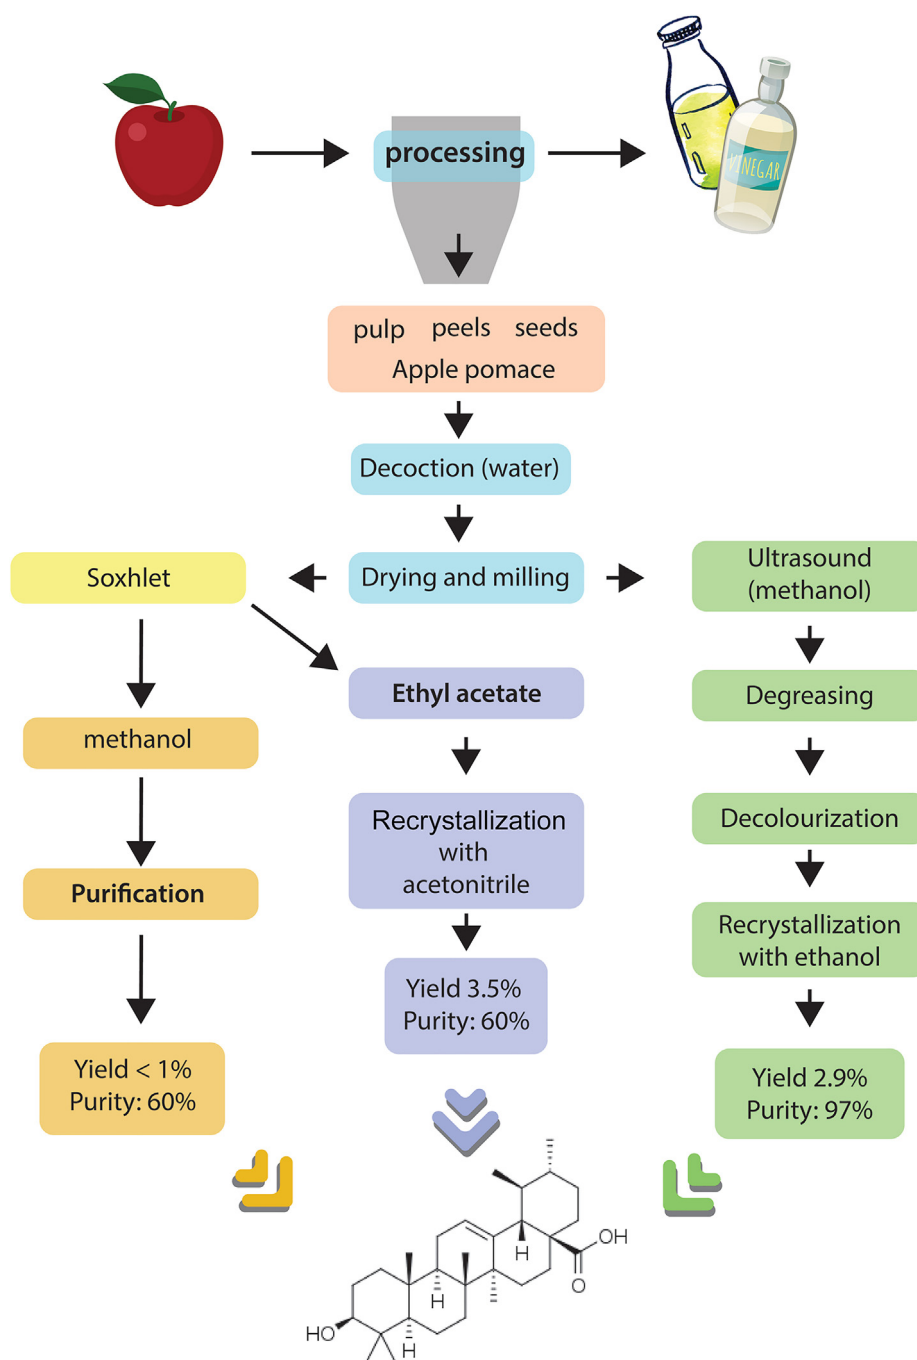 processing
VINEGAR
pulp peels seeds
Apple pomace
Decoction (water)
Drying and milling
Soxhlet
Ultrasound
(methanol)
Ethyl acetate
Degreasing
methanol
Recrystallization
with
acetonitrile
Decolourization
Purification
Recrystallization
with ethanol
Yield 3.5%
Purity: 60%
Yield < 1%
Purity: 60%
Yield 2.9%
Purity: 97%
H
OH
O
H
H
HO